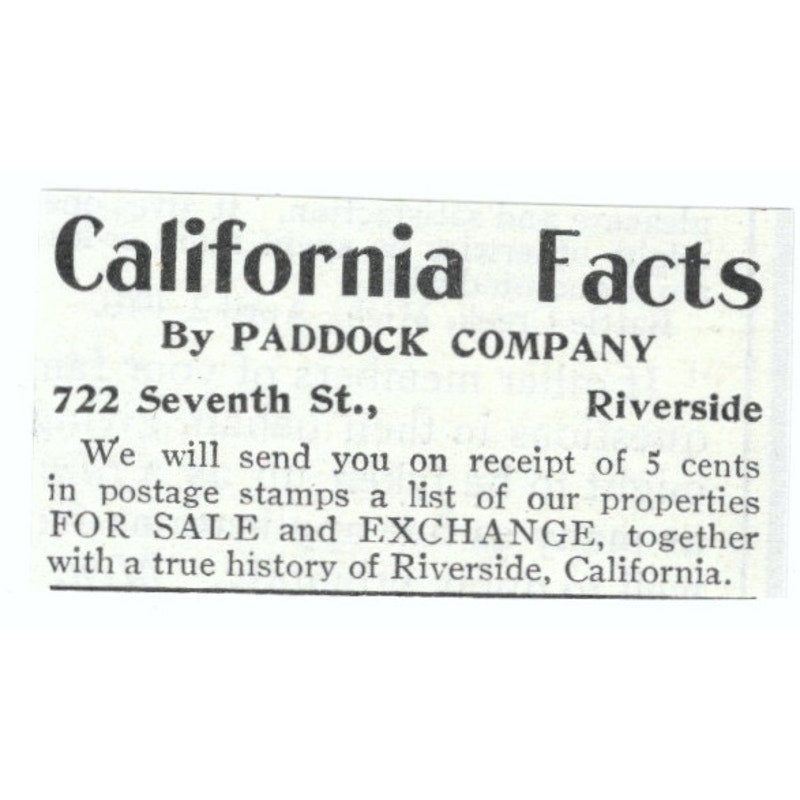 California Facts
By PADDOCK COMPANY
722 Seventh St., Riverside
We will send you on receipt of 5 cents
in postage stamps a list of our properties
FOR SALE and EXCHANGE, together
with a true history of Riverside, California.